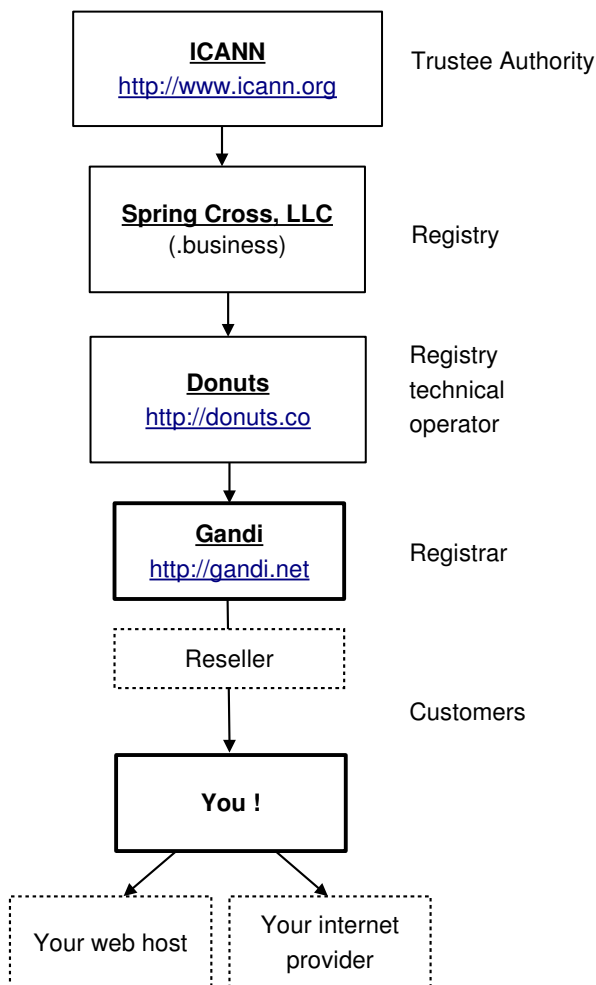 ICANN
http://www.icann.org
Trustee Authority
Spring Cross, LLC
(.business)
Registry
Donuts
http://donuts.co
Registry
technical
operator
Gandi
http://gandi.net
Registrar
Reseller
Customers
You !
Your web host
Your internet
provider